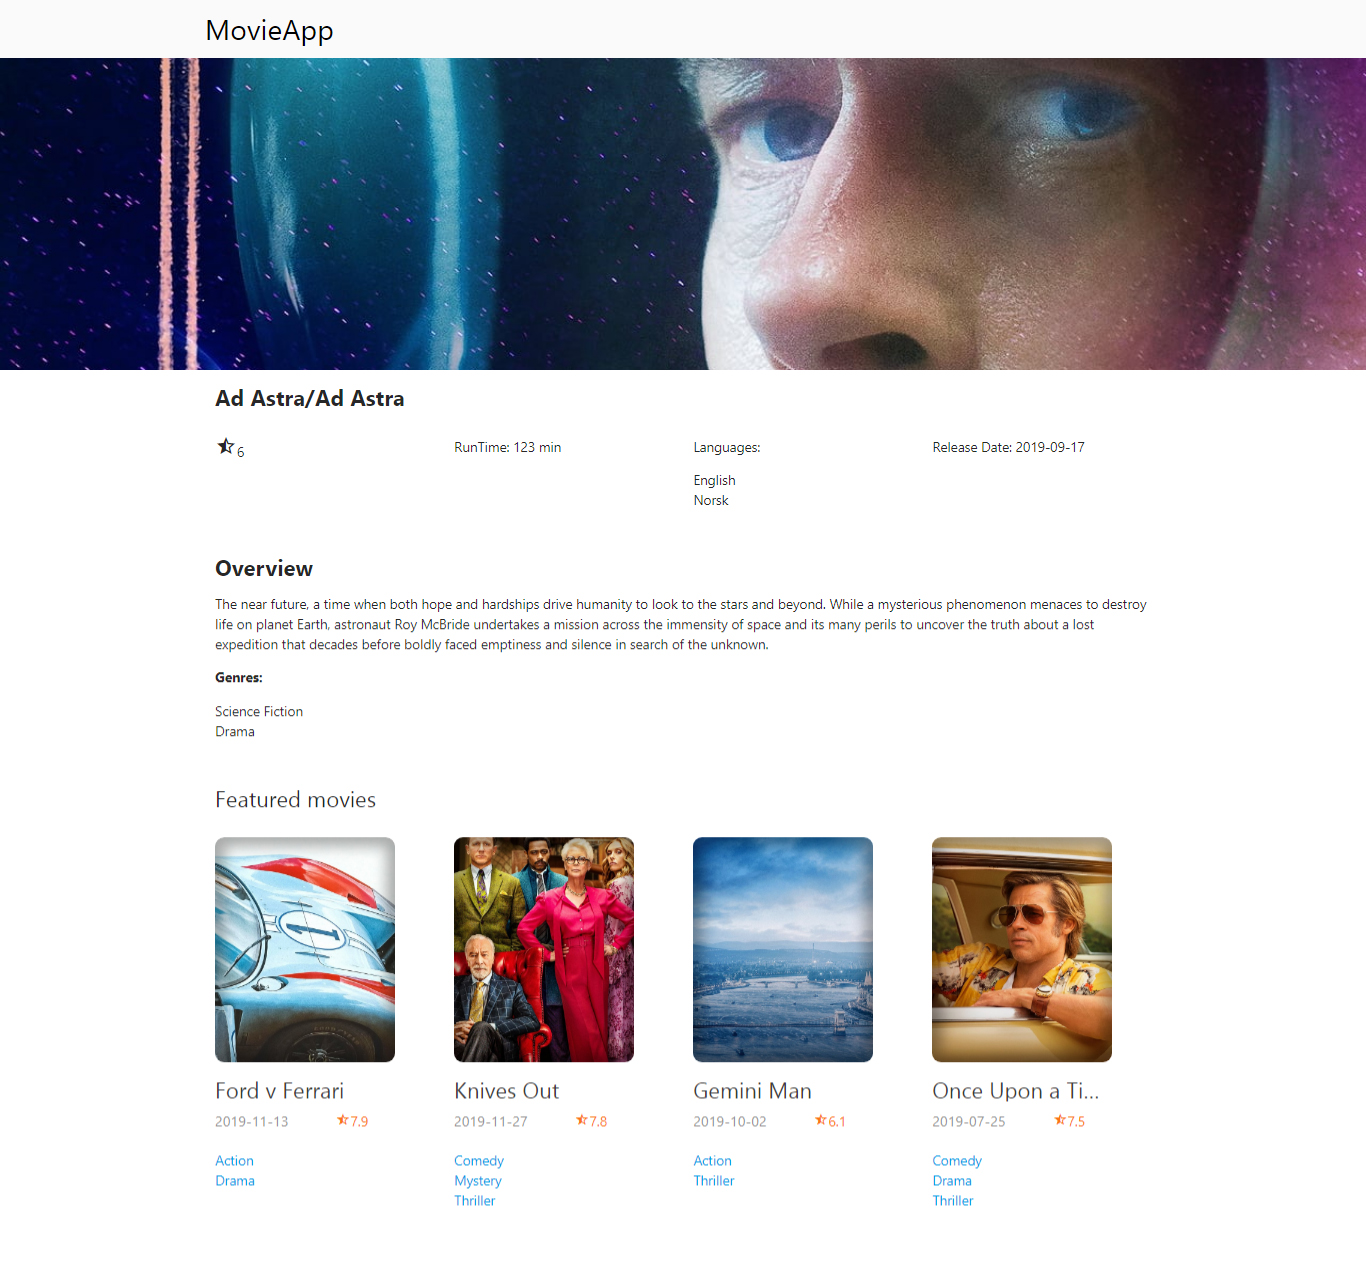 MovieApp
Ad Astra/Ad Astra
6
RunTime: 123 min
Languages:
English
Norsk
Release Date: 2019-09-17
Overview
The near future, a time when both hope and hardships drive humanity to look to the stars and beyond. While a mysterious phenomenon menaces to destroy
life on planet Earth, astronaut Roy McBride undertakes a mission across the immensity of space and its many perils to uncover the truth about a lost
expedition that decades before boldly faced emptiness and silence in search of the unknown.
Genres:
Science Fiction
Drama
Featured movies
1
Ford v Ferrari
2019-11-13 7.9
Action
Drama
Knives Out
2019-11-27 7.8
Comedy
Mystery
Thriller
Gemini Man
2019-10-02 6.1
Action
Thriller
Once Upon a Ti...
2019-07-25 7.5
Comedy
Drama
Thriller